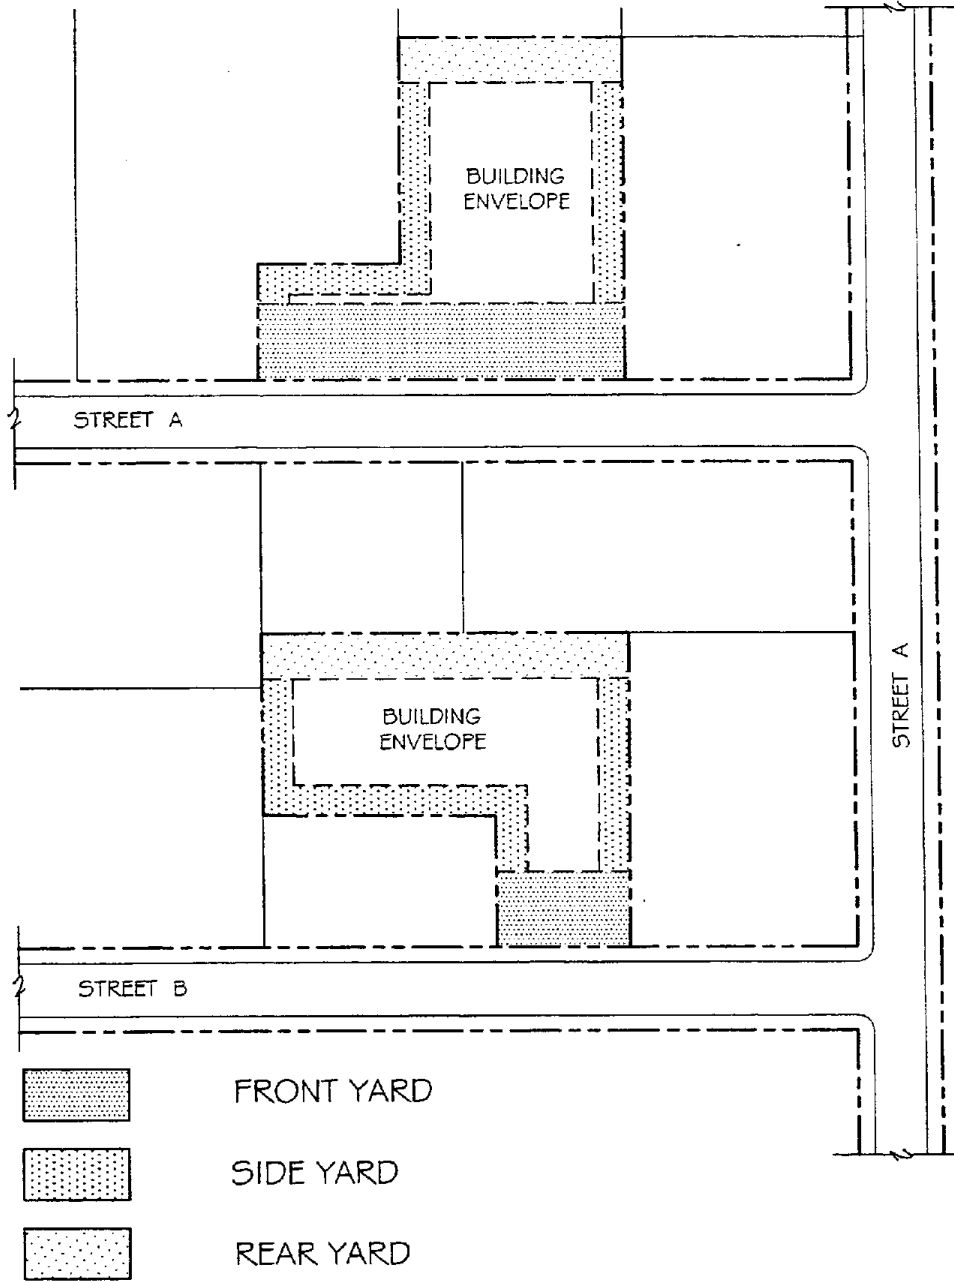 BUILDING
ENVELOPE
STREET A
BUILDING
ENVELOPE
STREET A
STREET B
FRONT YARD
SIDE YARD
REAR YARD